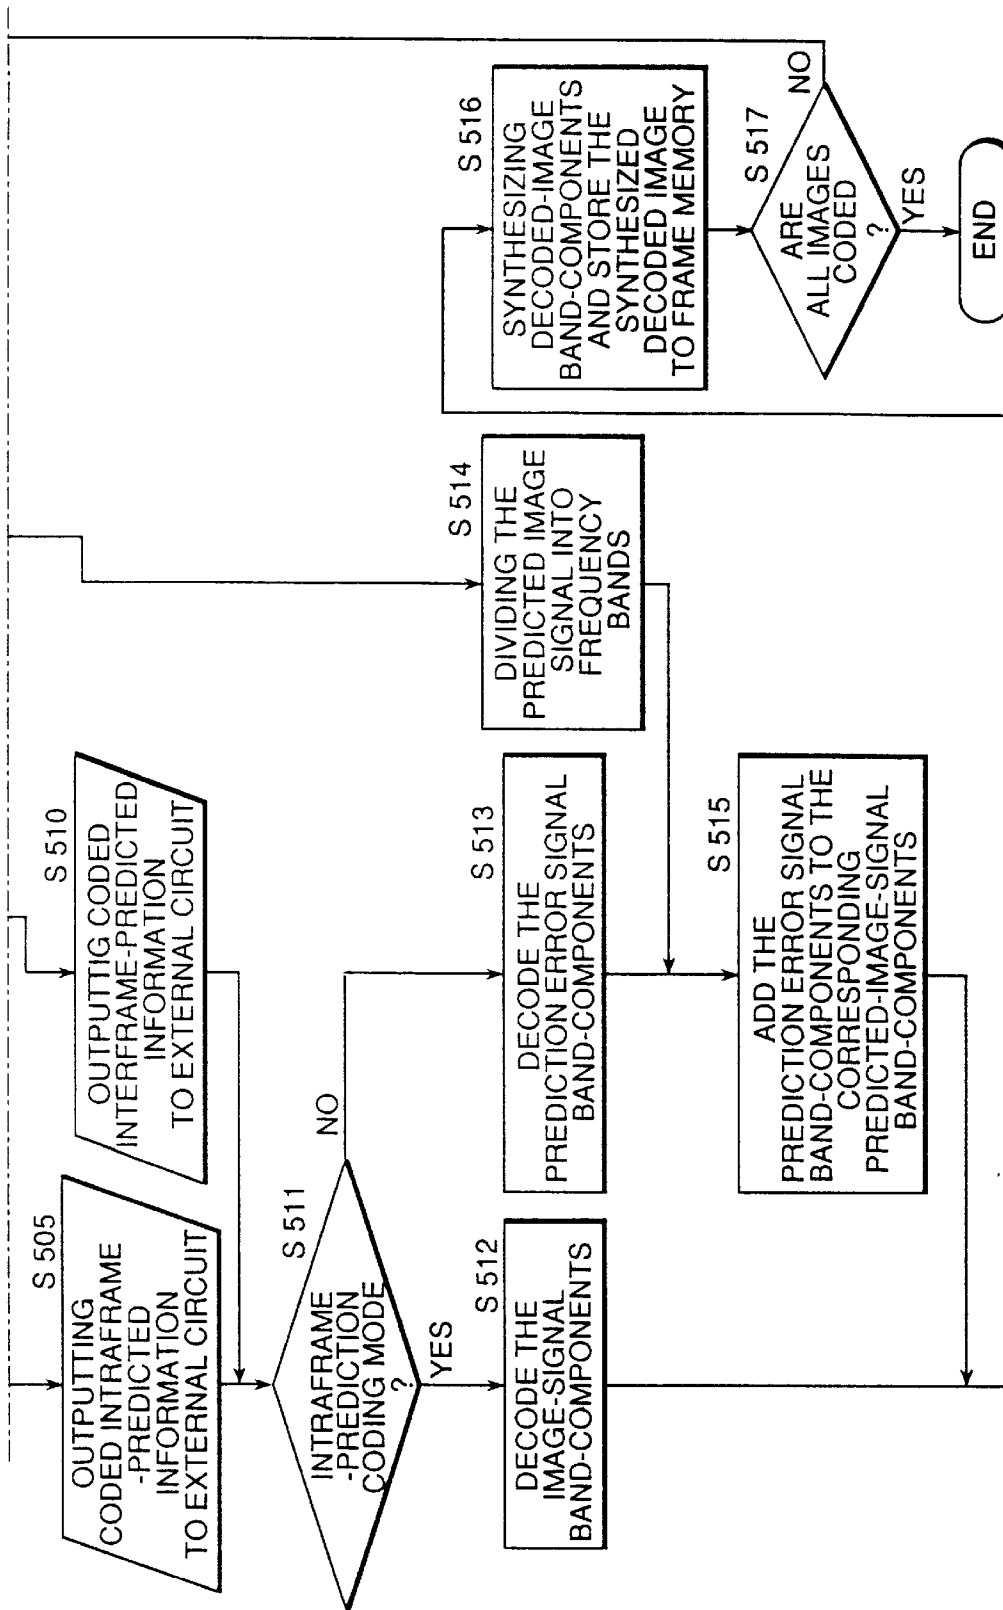 S 505
OUTPUTTING
CODED INTRAFRAME
-PREDICTED
INFORMATION
TO EXTERNAL CIRCUIT
S 510
OUTPUTTIG CODED
INTERFRAME-PREDICTED
INFORMATION
TO EXTERNAL CIRCUIT
S 511
INTRAFRAME
-PREDICTION
CODING MODE
?
NO
YES
S 512
DECODE THE
IMAGE-SIGNAL
BAND-COMPONENTS
S 513
DECODE THE
PREDICTION ERROR SIGNAL
BAND-COMPONENTS
S 514
DIVIDING THE
PREDICTED IMAGE
SIGNAL INTO
FREQUENCY
BANDS
S 515
ADD THE
PREDICTION ERROR SIGNAL
BAND-COMPONENTS TO THE
CORRESPONDING
PREDICTED-IMAGE-SIGNAL
BAND-COMPONENTS
S 516
SYNTHESIZING
DECODED-IMAGE
BAND-COMPONENTS
AND STORE THE
SYNTHESIZED
DECODED IMAGE
TO FRAME MEMORY
S 517
ARE
ALL IMAGES
CODED
?
NO
YES
END